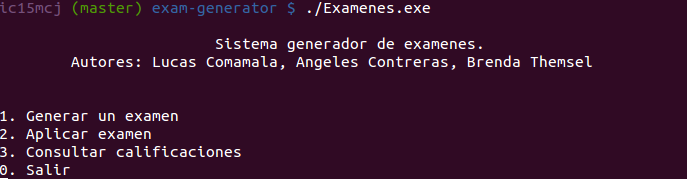 ic15mcj (master) exam-generator $ ./Examenes.exe
Sistema generador de examenes.
Autores: Lucas Comamala, Angeles Contreras, Brenda Themsel
1. Generar un examen
2. Aplicar examen
3. Consultar calificaciones
0. Salir